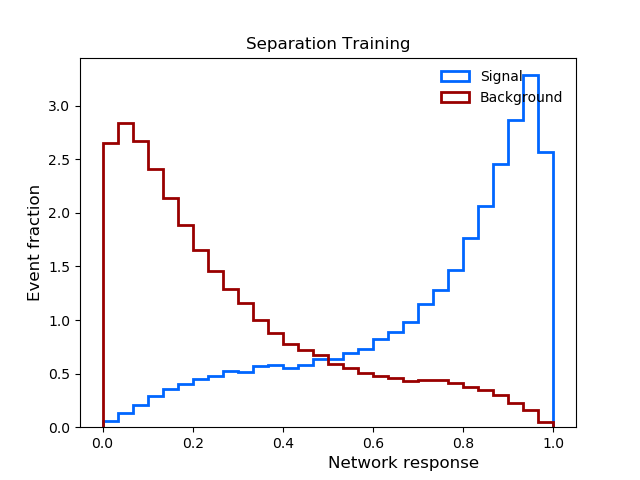 Separation Training
Signal
Background
3.0
2.5
2.0
1.5
1.0
0.5
0.0
Event fraction
0.0 0.2 0.4 0.6 0.8 1.0
Network response